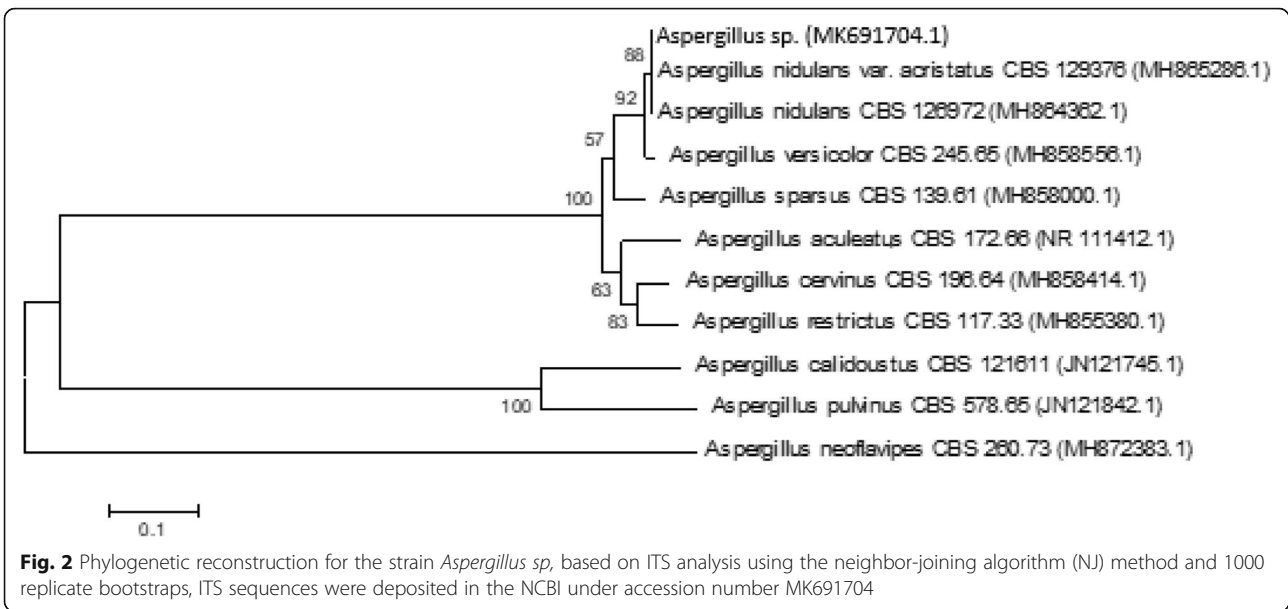 Aspergillus sp. (MK691704.1)
88
Aspergillus nidulans var. acristatus CBS 129376 (MH865286.1)
92
Aspergillus nidulans CBS 126972 (MH864362.1)
57
Aspergillus versicolor CBS 245.65 (MH858556.1)
100
Aspergillus sparsus CBS 139.61 (MH858000.1)
Aspergillus aculeatus CBS 172.66 (NR 111412.1)
63
Aspergillus cervinus CBS 196.64 (MH858414.1)
83
Aspergillus restrictus CBS 117.33 (MH855380.1)
Aspergillus calidoustus CBS 121611 (JN121745.1)
100
Aspergillus pulvinus CBS 578.65 (JN121842.1)
Aspergillus neoflavipes CBS 260.73 (MH872383.1)
0.1
Fig. 2 Phylogenetic reconstruction for the strain Aspergillus sp, based on ITS analysis using the neighbor-joining algorithm (NJ) method and 1000
replicate bootstraps, ITS sequences were deposited in the NCBI under accession number MK691704